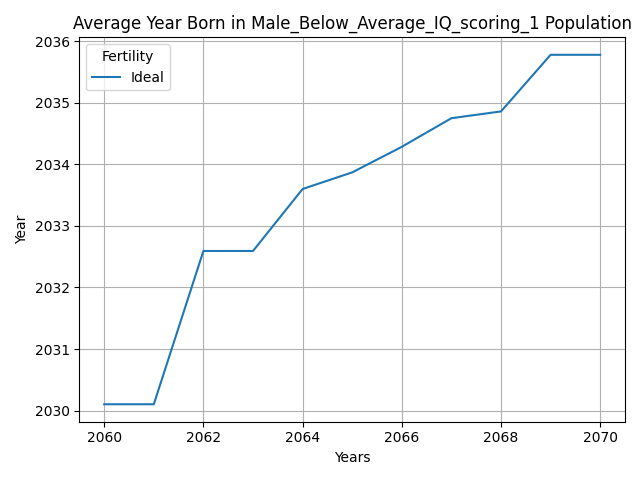 Average Year Born in Male_Below_Average_IQ_scoring_1 Population
2036
2035
2034
2033
2032
2031
2030
Year
Fertility
Ideal
2060 2062 2064 2066 2068 2070
Years